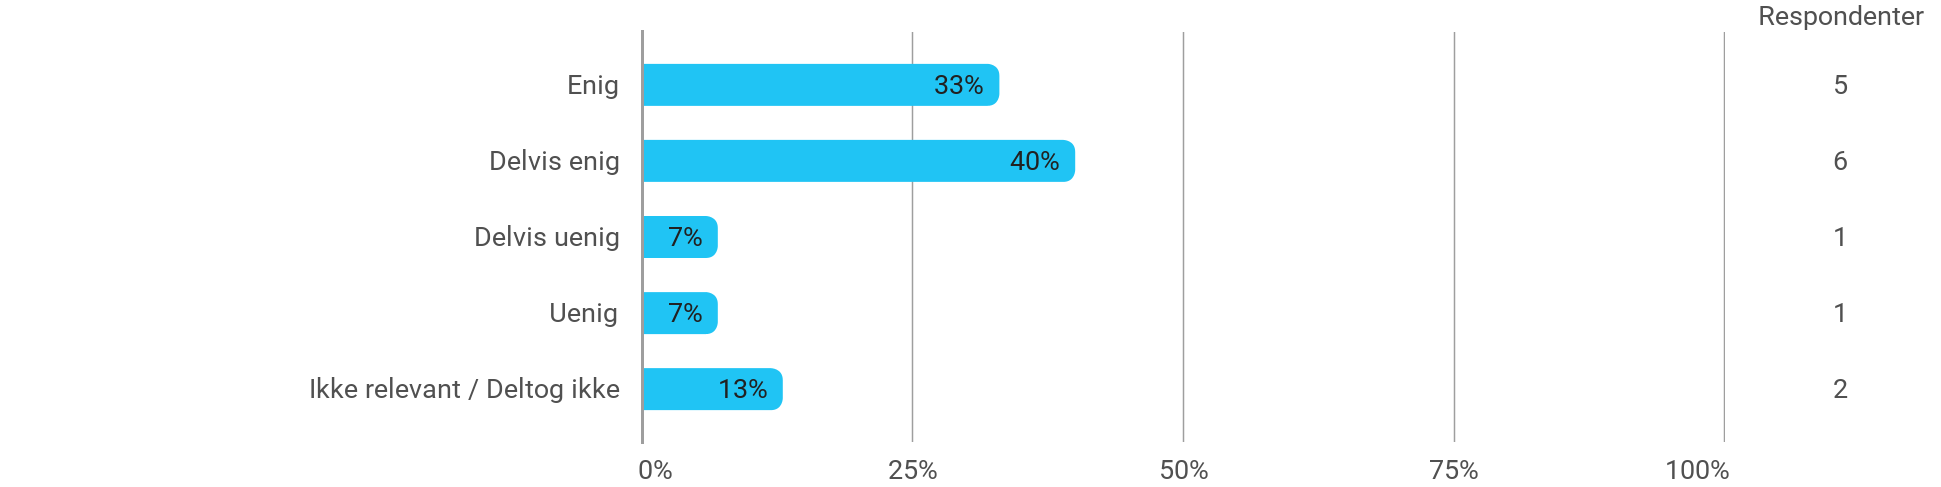 Respondenter
Enig 33% 5
Delvis enig 40% 6
Delvis uenig 7% 1
Uenig 7% 1
Ikke relevant / Deltog ikke 13% 2
0% 25% 50% 75% 100%